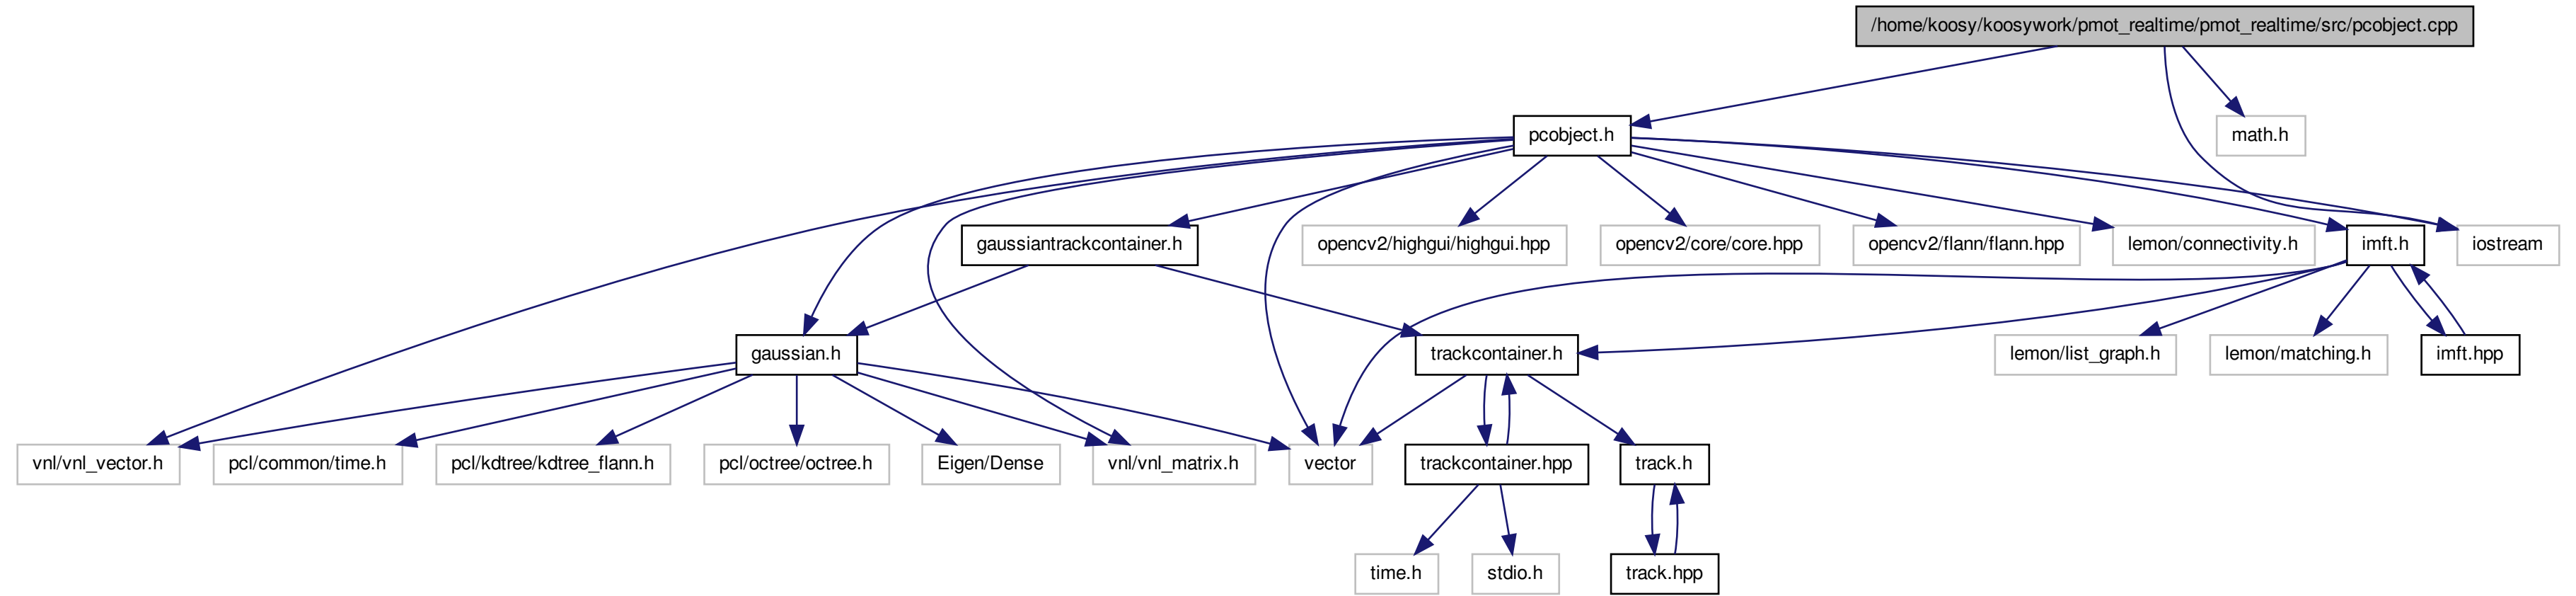 /home/koosy/koosywork/pmot_realtime/pmot_realtime/src/pcobject.cpp
pcobject.h
math.h
gaussiantrackcontainer.h
opencv2/highgui/highgui.hpp
opencv2/core/core.hpp
opencv2/flann/flann.hpp
lemon/connectivity.h
imft.h
iostream
gaussian.h
trackcontainer.h
lemon/list_graph.h
lemon/matching.h
imft.hpp
vnl/vnl_vector.h
pcl/common/time.h
pcl/kdtree/kdtree_flann.h
pcl/octree/octree.h
Eigen/Dense
vnl/vnl_matrix.h
vector
trackcontainer.hpp
track.h
time.h
stdio.h
track.hpp